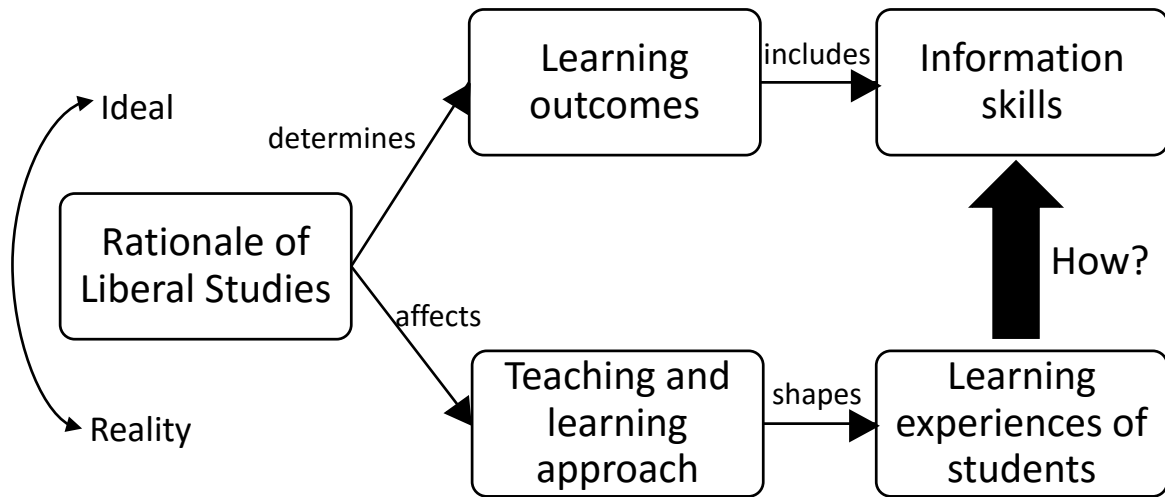 Learning
outcomes
includes
Information
skills
Ideal
determines
Rationale of
Liberal Studies
How?
affects
Teaching and
learning
approach
shapes
Learning
experiences of
students
Reality